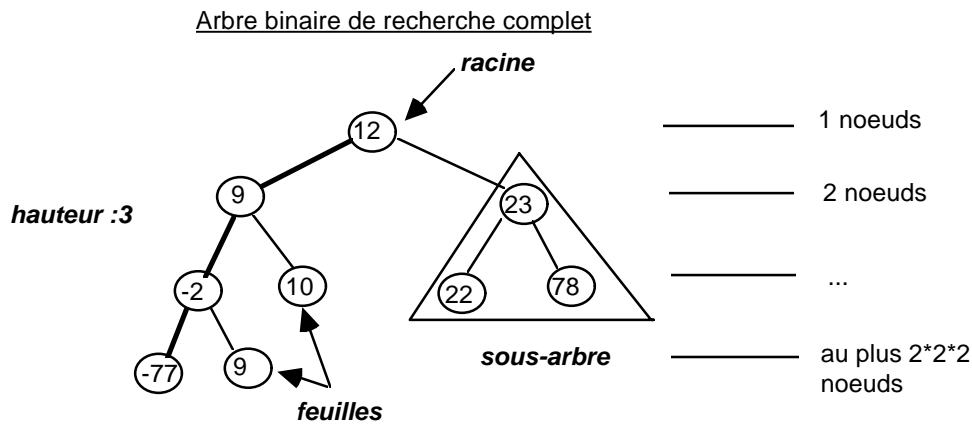 Arbre binaire de recherche complet
racine
12
1 noeuds
9
23
2 noeuds
hauteur :3
-2
10
22
78
...
sous-arbre
au plus 2*2*2
noeuds
-77
9
feuilles